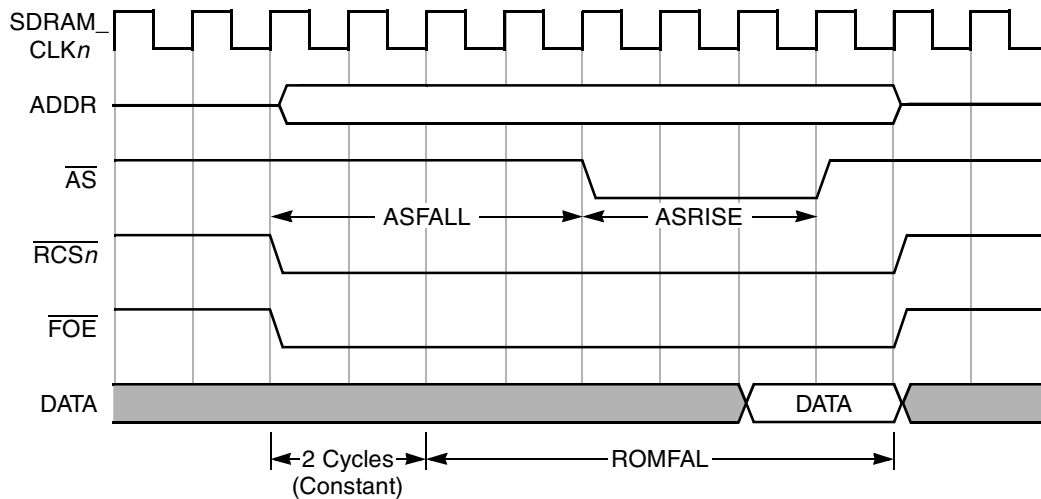 SDRAM_
CLKn
ADDR
AS
ASFALL
ASRISE
RCSn
FOE
DATA
DATA
2 Cycles
(Constant)
ROMFAL